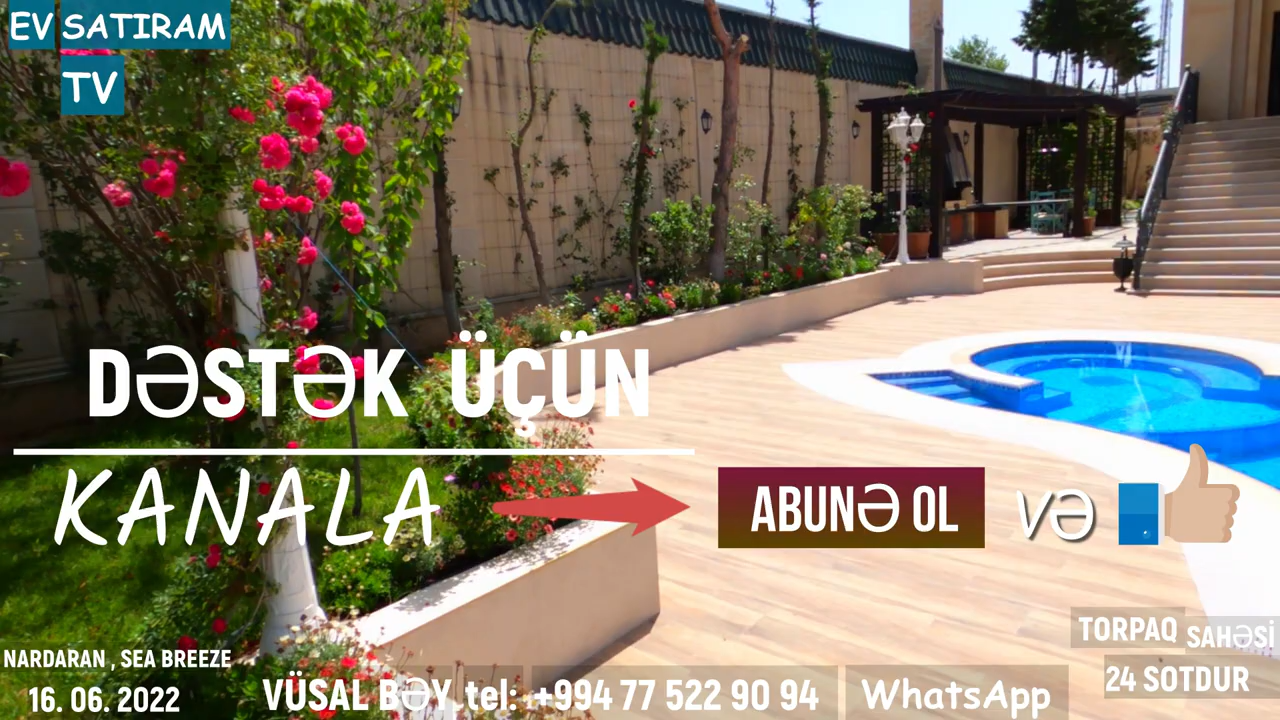 EV SATIRAM
TV
DƏSTƏK ÜÇÜN
KANALA
ABUNƏ OL
VƏ
TORPAQ SAHƏSİ
24 SOTDUR
NARDARAN , SEA BREEZE
16. 06. 2022
VÜSAL BƏY, tel: +994 77 522 90 94 WhatsApp